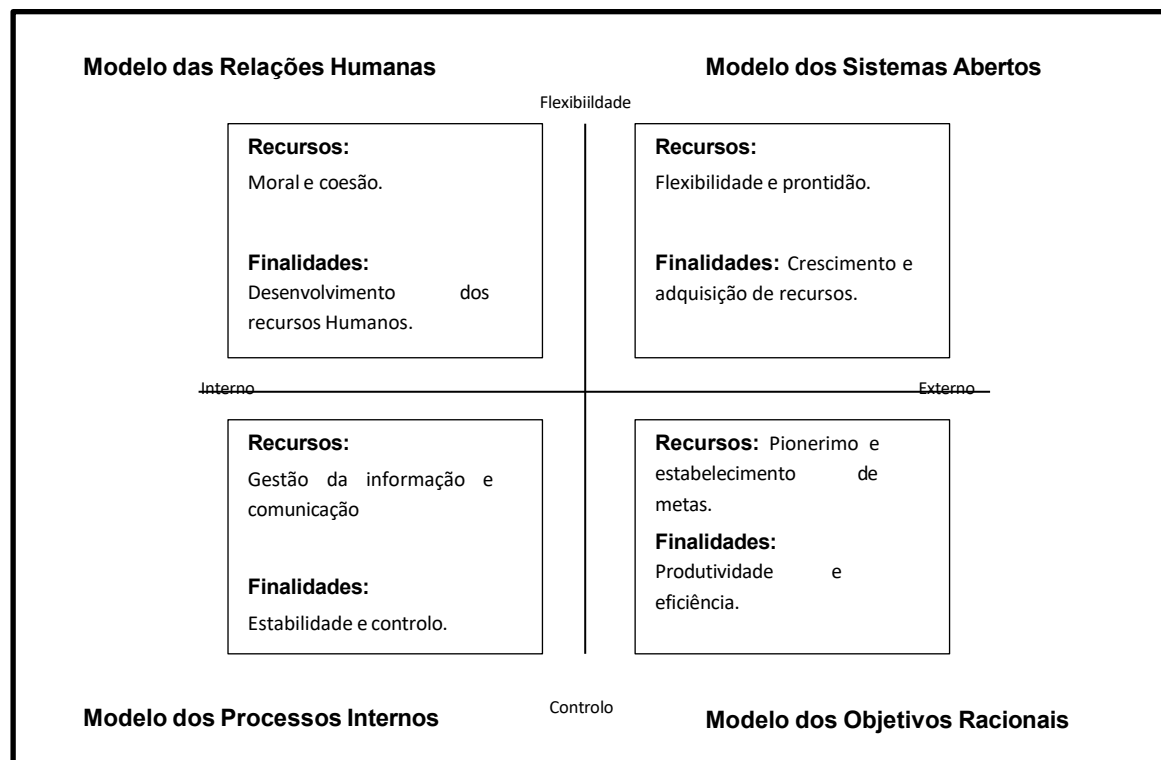 Modelo das Relações Humanas
Modelo dos Sistemas Abertos
Flexibiildade
Recursos:
Moral e coesão.
Finalidades:
Desenvolvimento dos
recursos Humanos.
Recursos:
Flexibilidade e prontidão.
Finalidades: Crescimento e
adquisição de recursos.
Interno
Externo
Recursos:
Gestão da informação e
comunicação
Finalidades:
Estabilidade e controlo.
Recursos: Pionerimo e
estabelecimento de
metas.
Finalidades:
Produtividade e
eficiência.
Controlo
Modelo dos Processos Internos
Modelo dos Objetivos Racionais